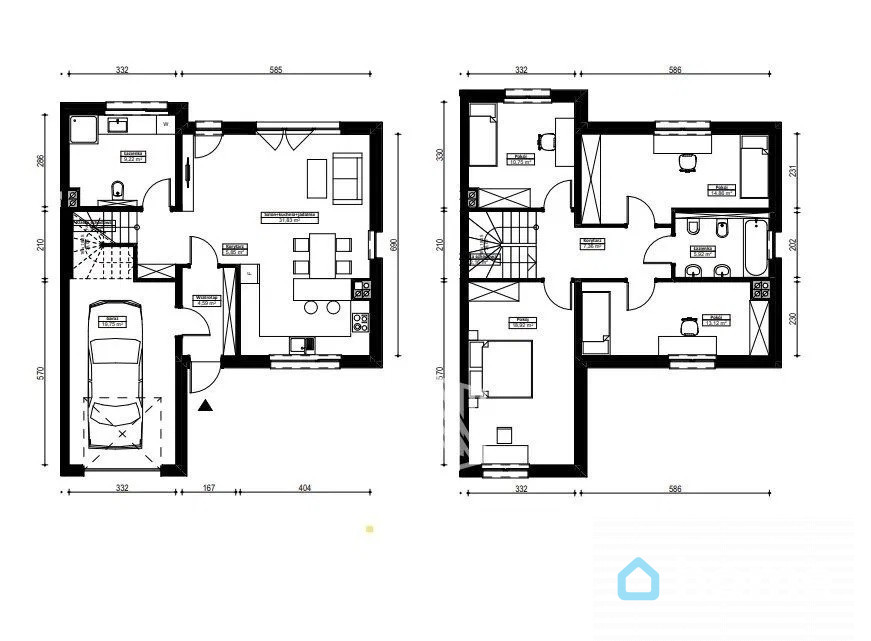 332 585
286
210
570
690
Łazienka
9,22 m²
W
Salon+kuchnia+jadalnia
31,83 m²
Korytarz
5,85 m²
F
Wiatrołap
4,59 m²
Garaż
19,75 m²
332 167 404
332 586
330
210
570
231
202
230
Pokój
10,75 m²
Pokój
14,86 m²
Korytarz
7,36 m²
Łazienka
5,92 m²
Pokój
18,92 m²
Pokój
13,12 m²
332 586